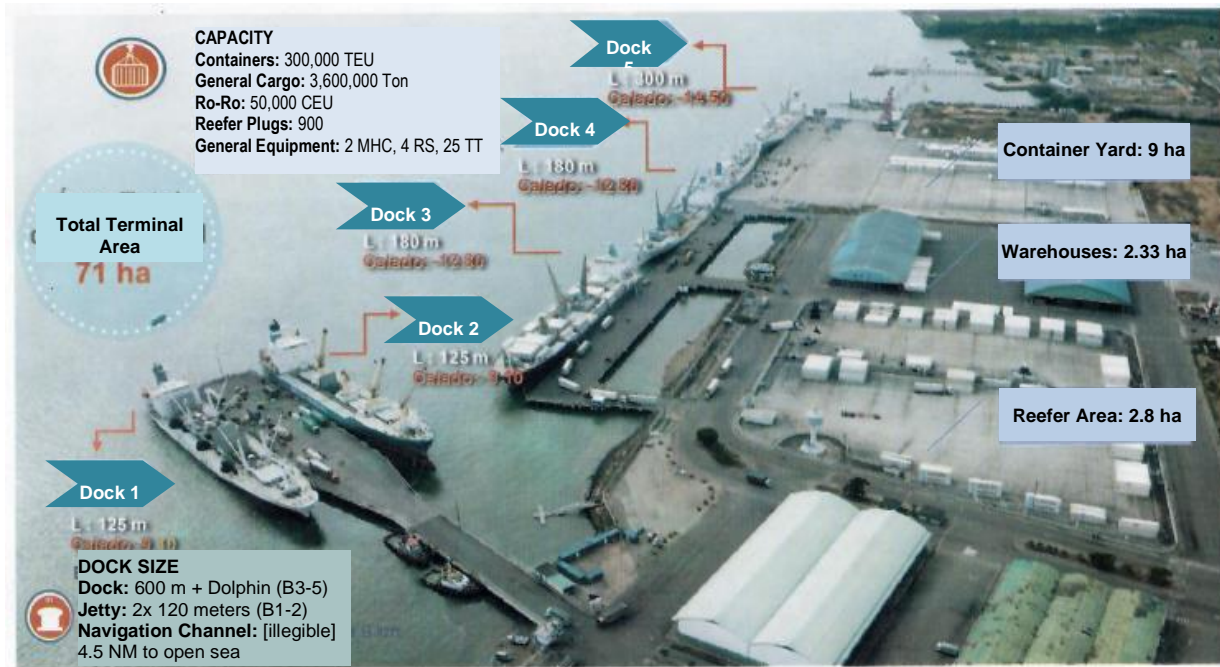 CAPACITY
Containers: 300,000 TEU
General Cargo: 3,600,000 Ton
Ro-Ro: 50,000 CEU
Reefer Plugs: 900
General Equipment: 2 MHC, 4 RS, 25 TT
Dock
5
L : 300 m
Calado: -14.50
Dock 4
L : 180 m
Calado: -12.80
Dock 3
L : 180 m
Calado: -12.80
Dock 2
L : 125 m
Calado: -9.10
Dock 1
L : 125 m
Calado: -9.10
Total Terminal
Area
71 ha
Container Yard: 9 ha
Warehouses: 2.33 ha
Reefer Area: 2.8 ha
DOCK SIZE
Dock: 600 m + Dolphin (B3-5)
Jetty: 2x 120 meters (B1-2)
Navigation Channel: [illegible]
4.5 NM to open sea